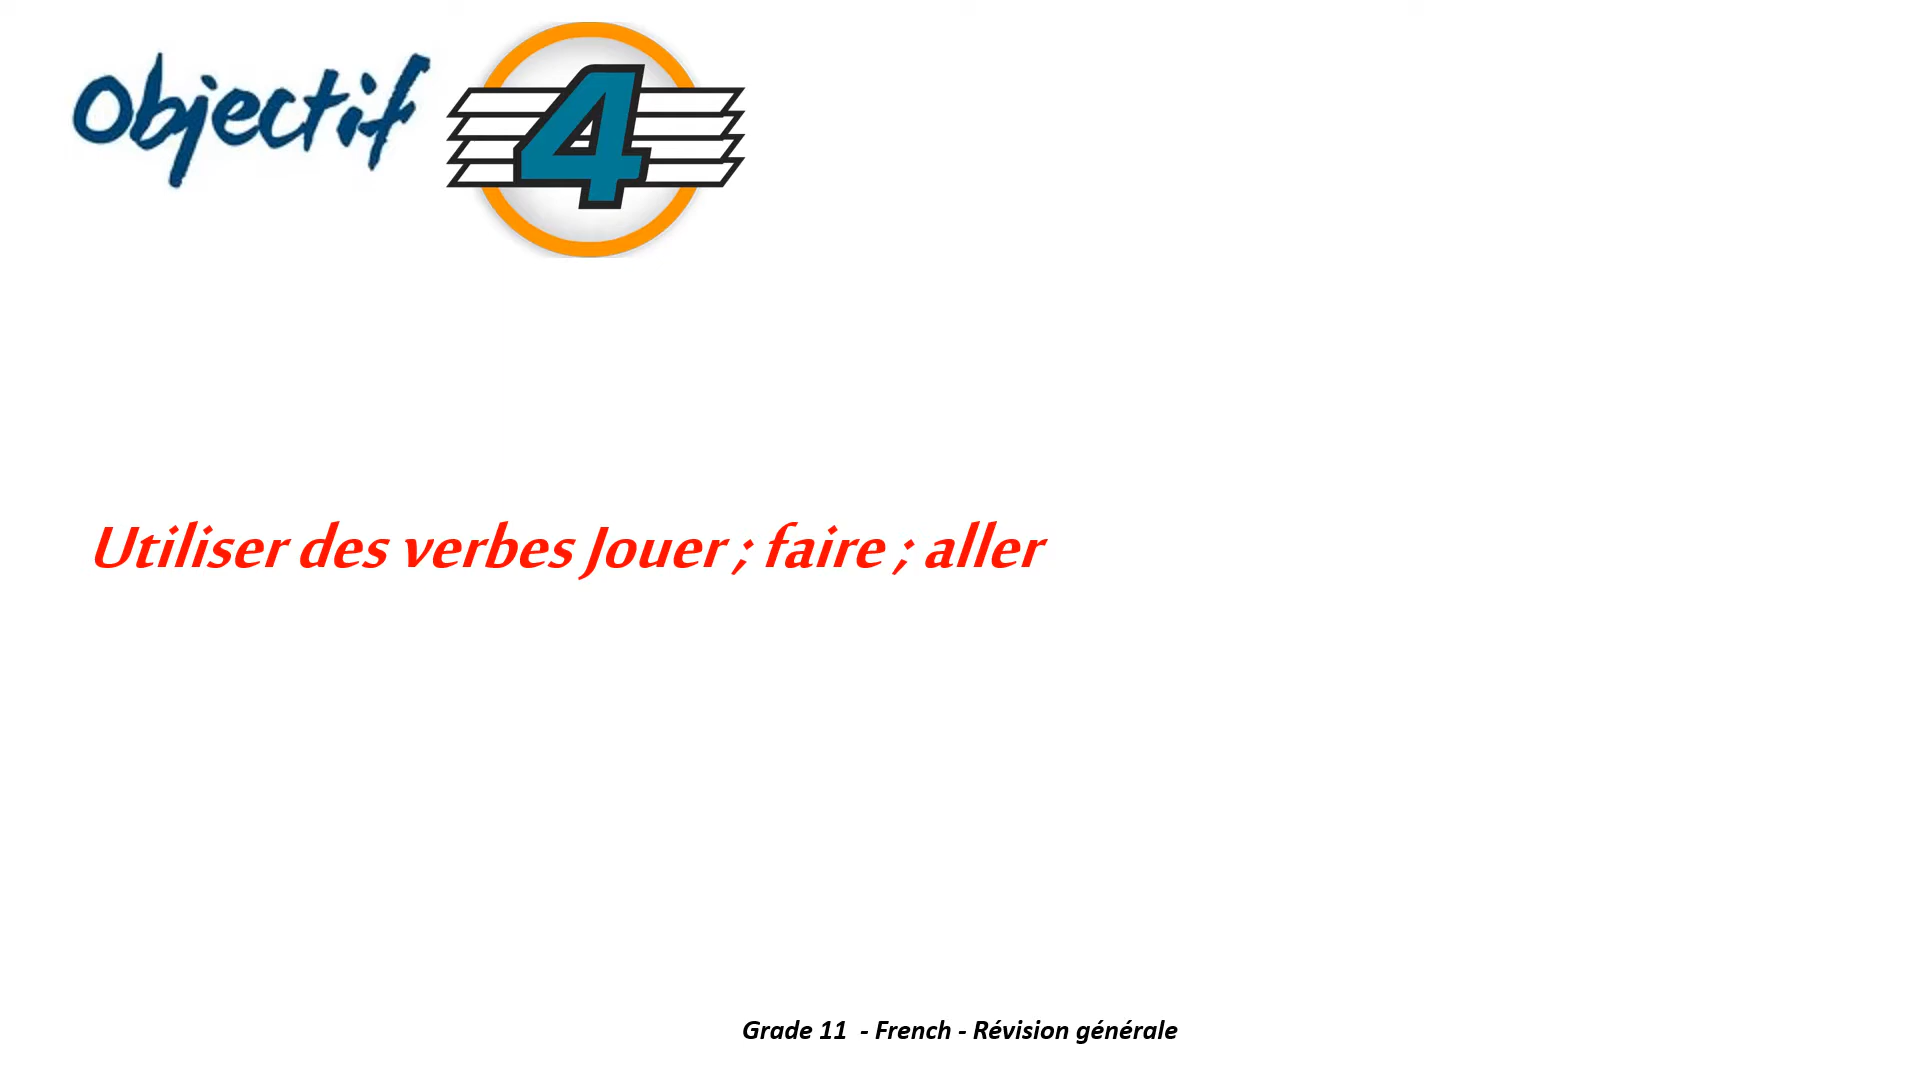 Objectif 4
Utiliser des verbes Jouer ; faire ; aller
Grade 11 - French - Révision générale